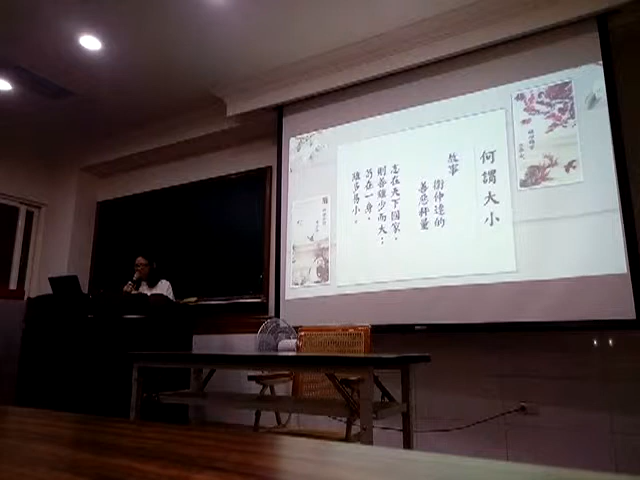 何謂大小
故事
衛仲達的
善惡秤量
志在天下國家，
則善雖少而大；
苟在一身，
雖多亦小。